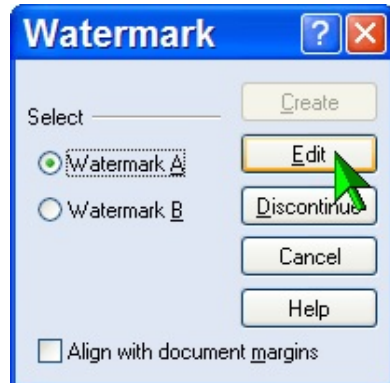 Watermark
Select
Watermark A
Watermark B
Create
Edit
Discontinue
Cancel
Help
Align with document margins